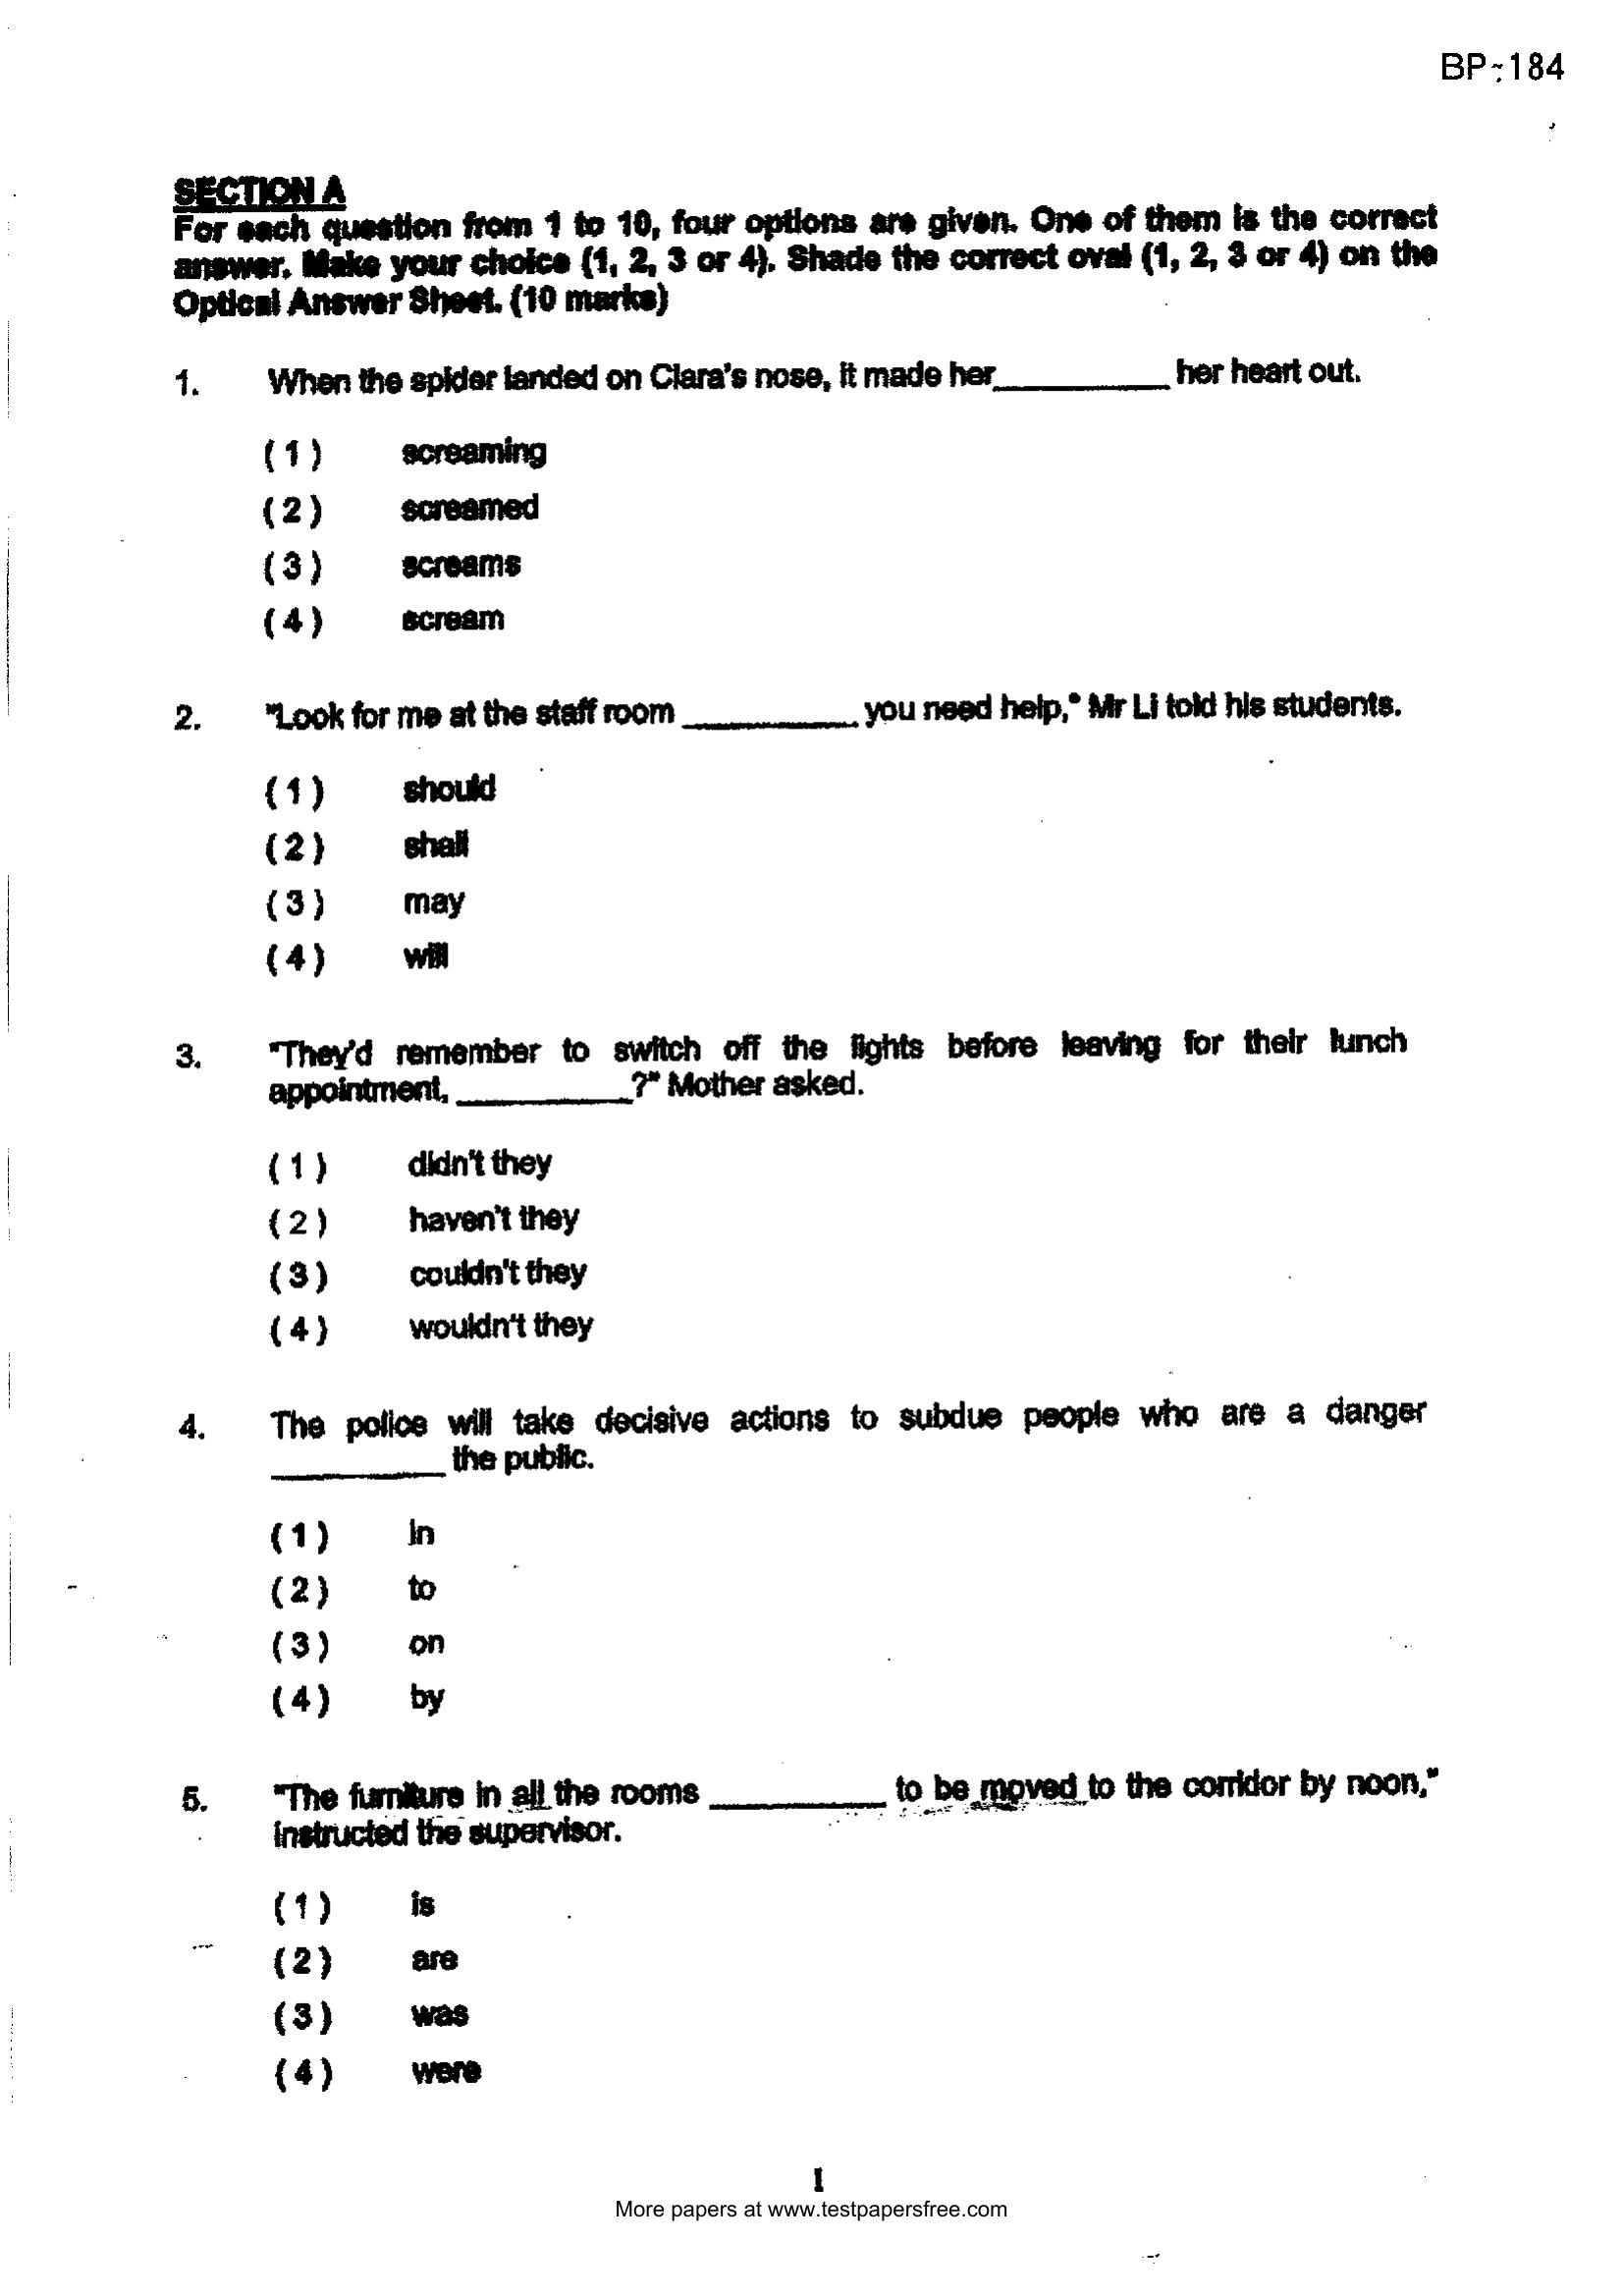 BP-184
SECTION A
For each question from 1 to 10, four options are given. One of them is the correct
answer. Make your choice (1, 2, 3 or 4). Shade the correct oval (1, 2, 3 or 4) on the
Optical Answer Sheet. (10 marks)
1. When the spider landed on Clara's nose, it made her__________ her heart out.
(1) screaming
(2) screamed
(3) screams
(4) scream
2. "Look for me at the staff room __________ you need help," Mr Li told his students.
(1) should
(2) shall
(3) may
(4) will
3. "They'd remember to switch off the lights before leaving for their lunch
appointment, __________?" Mother asked.
(1) didn't they
(2) haven't they
(3) couldn't they
(4) wouldn't they
4. The police will take decisive actions to subdue people who are a danger
__________ the public.
(1) in
(2) to
(3) on
(4) by
5. "The furniture in all the rooms __________ to be moved to the corridor by noon,"
instructed the supervisor.
(1) is
(2) are
(3) was
(4) were
1
More papers at www.testpapersfree.com